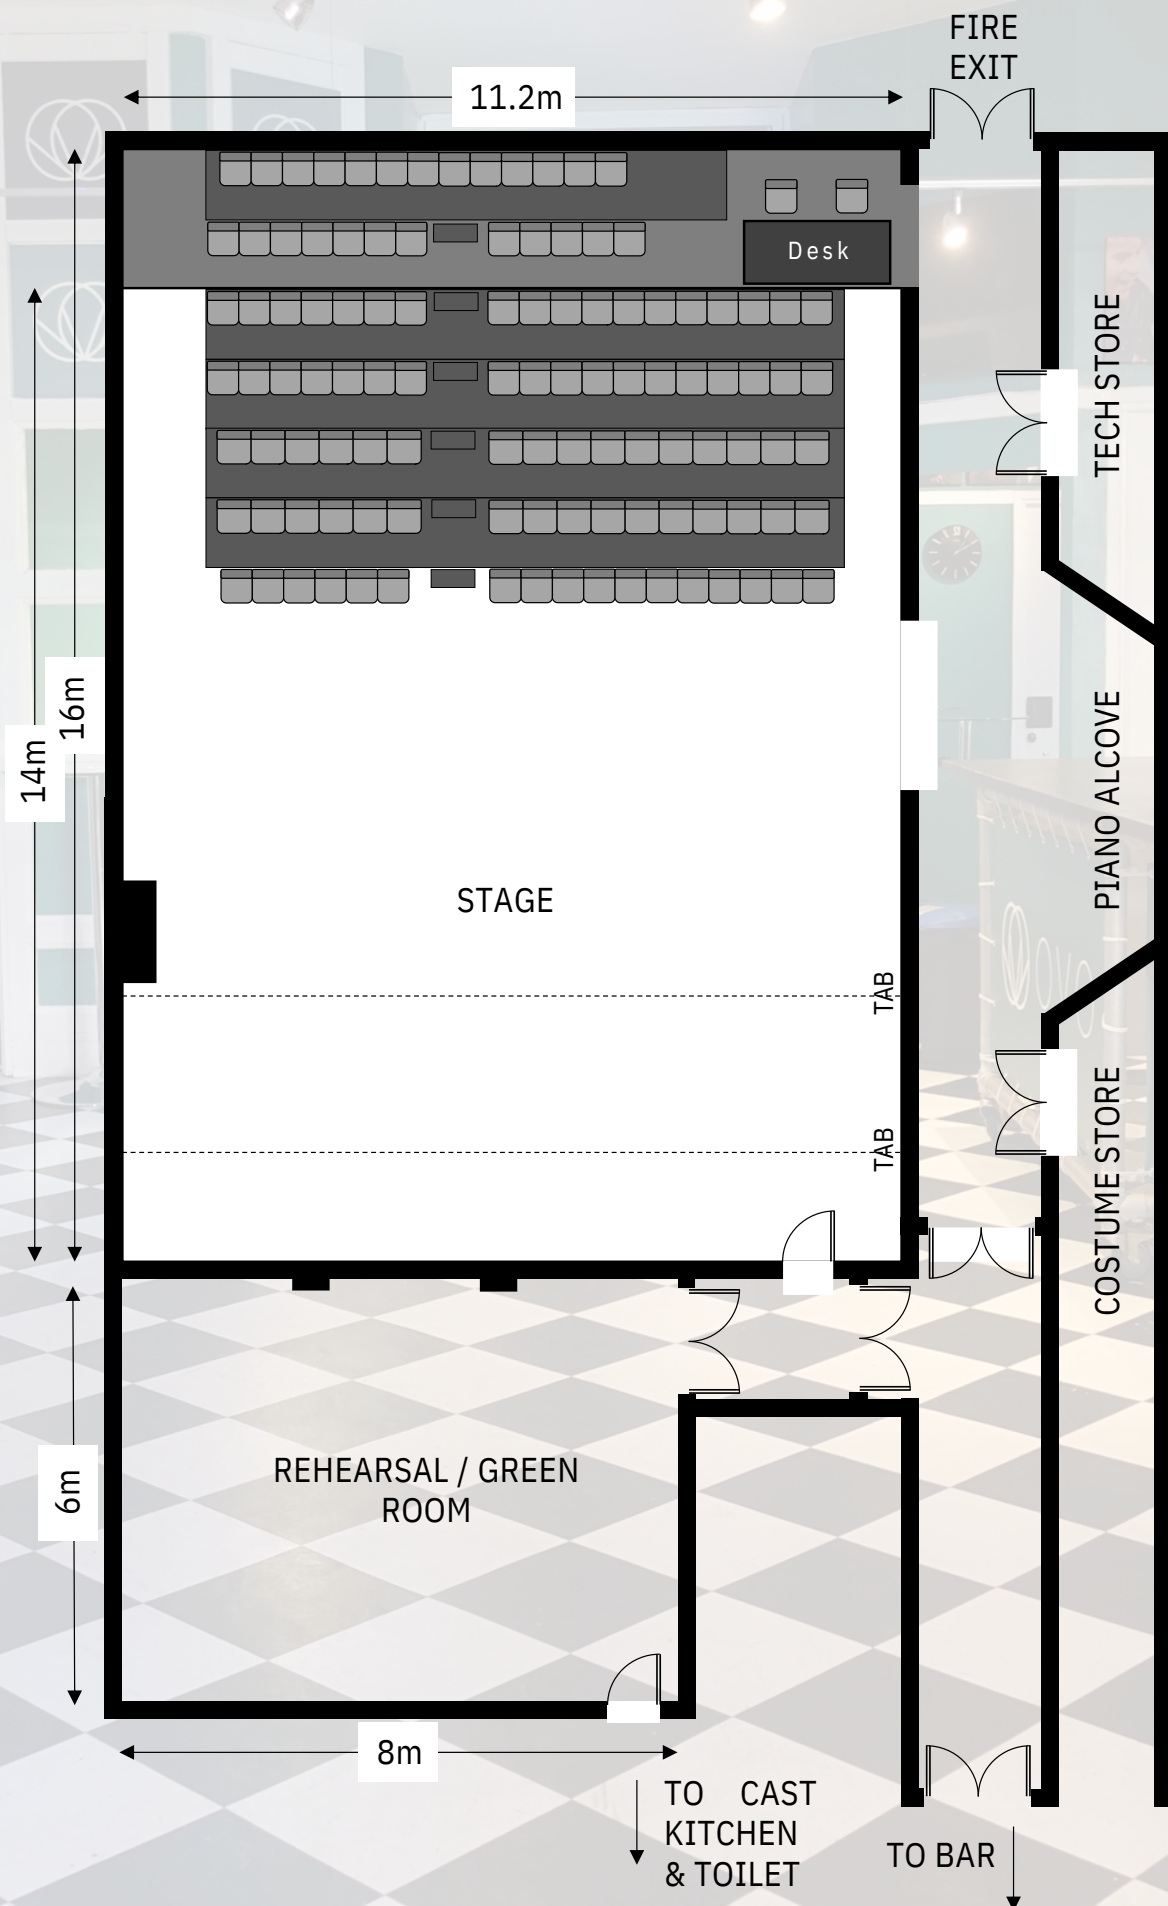 FIRE
EXIT
11.2m
Desk
TECH STORE
16m
14m
PIANO ALCOVE
STAGE
OVO
TAB
TAB
COSTUME STORE
REHEARSAL / GREEN
ROOM
6m
8m
TO CAST
KITCHEN
& TOILET
TO BAR